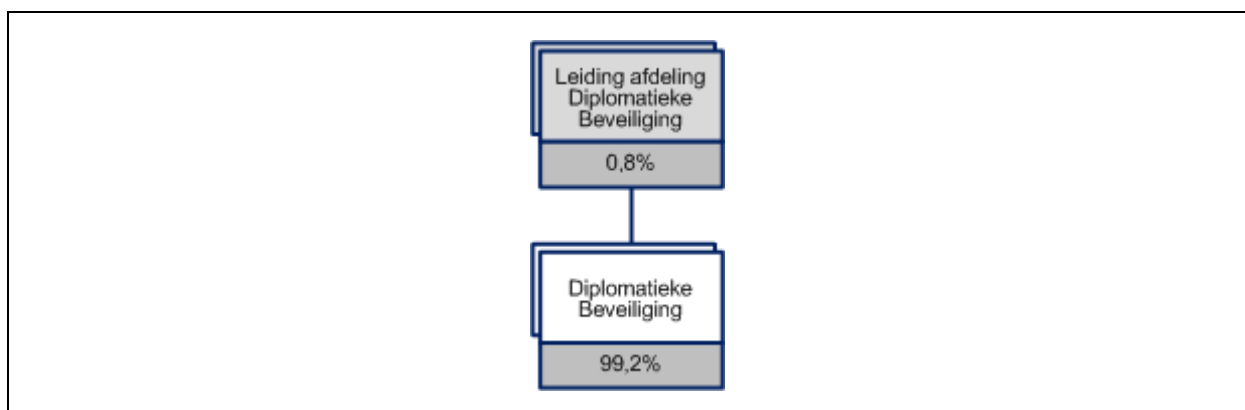 Leiding afdeling
Diplomatieke
Beveiliging
0,8%
Diplomatieke
Beveiliging
99,2%